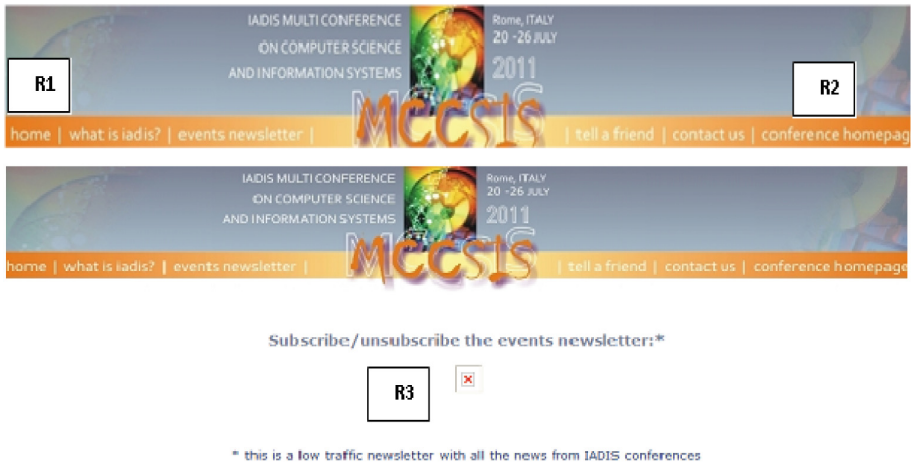 IADIS MULTI CONFERENCE
ON COMPUTER SCIENCE
AND INFORMATION SYSTEMS
Rome, ITALY
20 -26 JULY
2011
R1
R2
MCCSIS
home | what is iadis? | events newsletter |
| tell a friend | contact us | conference homepag
IADIS MULTI CONFERENCE
ON COMPUTER SCIENCE
AND INFORMATION SYSTEMS
Rome, ITALY
20 -26 JULY
2011
MCCSIS
home | what is iadis? | events newsletter |
| tell a friend | contact us | conference homepage
Subscribe/unsubscribe the events newsletter:*
R3
* this is a low traffic newsletter with all the news from IADIS conferences